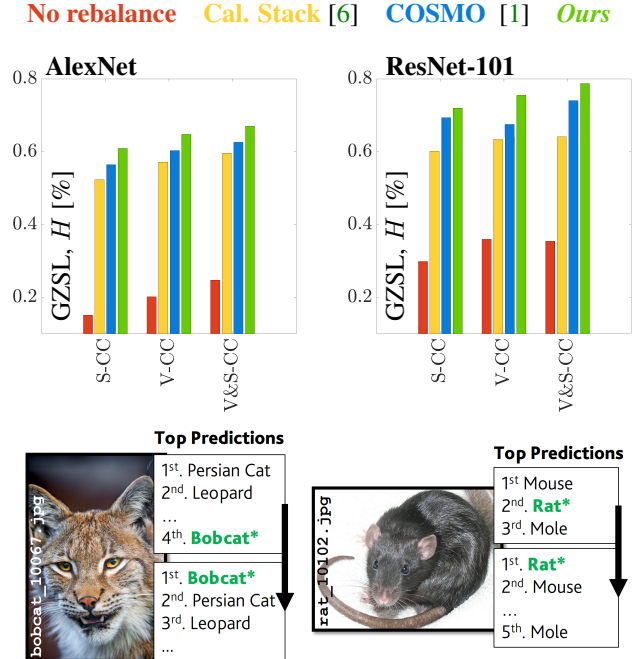 No rebalance Cal. Stack [6] COSMO [1] Ours
AlexNet
0.8
0.6
0.4
0.2
GZSL, H [%]
S-CC
V-CC
V&S-CC
ResNet-101
0.8
0.6
0.4
0.2
GZSL, H [%]
S-CC
V-CC
V&S-CC
Top Predictions
bobcat_10067.jpg
1st. Persian Cat
2nd. Leopard
...
4th. Bobcat*
1st. Bobcat*
2nd. Persian Cat
3rd. Leopard
...
Top Predictions
rat_10102.jpg
1st Mouse
2nd. Rat*
3rd. Mole
1st. Rat*
2nd. Mouse
...
5th. Mole